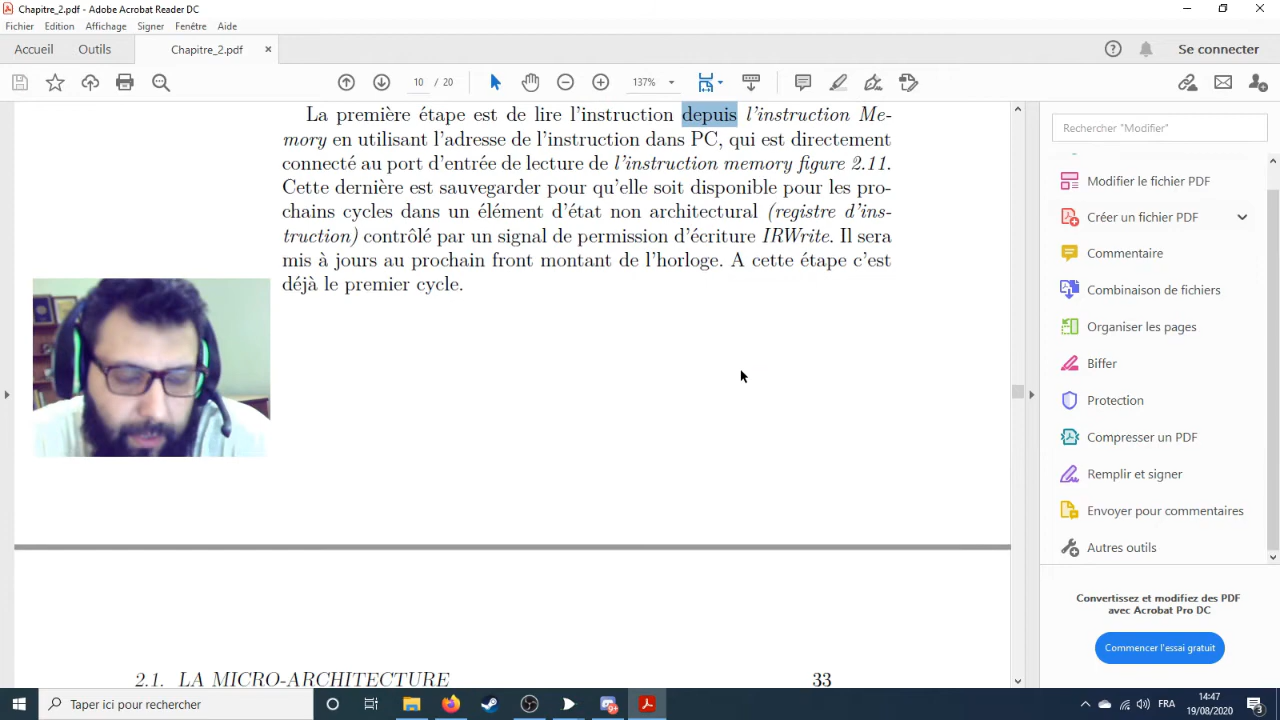 Chapitre_2.pdf - Adobe Acrobat Reader DC
Fichier Edition Affichage Signer Fenêtre Aide
Accueil Outils Chapitre_2.pdf × Se connecter
10 / 20 137%
La première étape est de lire l'instruction depuis l'instruction Me-
mory en utilisant l'adresse de l'instruction dans PC, qui est directement
connecté au port d'entrée de lecture de l'instruction memory figure 2.11.
Cette dernière est sauvegarder pour qu'elle soit disponible pour les pro-
chains cycles dans un élément d'état non architectural (registre d'ins-
truction) contrôlé par un signal de permission d'écriture IRWrite. Il sera
mis à jours au prochain front montant de l'horloge. A cette étape c'est
déjà le premier cycle.
2.1. LA MICRO-ARCHITECTURE 33
Rechercher "Modifier"
Modifier le fichier PDF
Créer un fichier PDF
Commentaire
Combinaison de fichiers
Organiser les pages
Biffer
Protection
Compresser un PDF
Remplir et signer
Envoyer pour commentaires
Autres outils
Convertissez et modifiez des PDF
avec Acrobat Pro DC
Commencer l'essai gratuit
Taper ici pour rechercher
FRA
14:47
19/08/2020
3